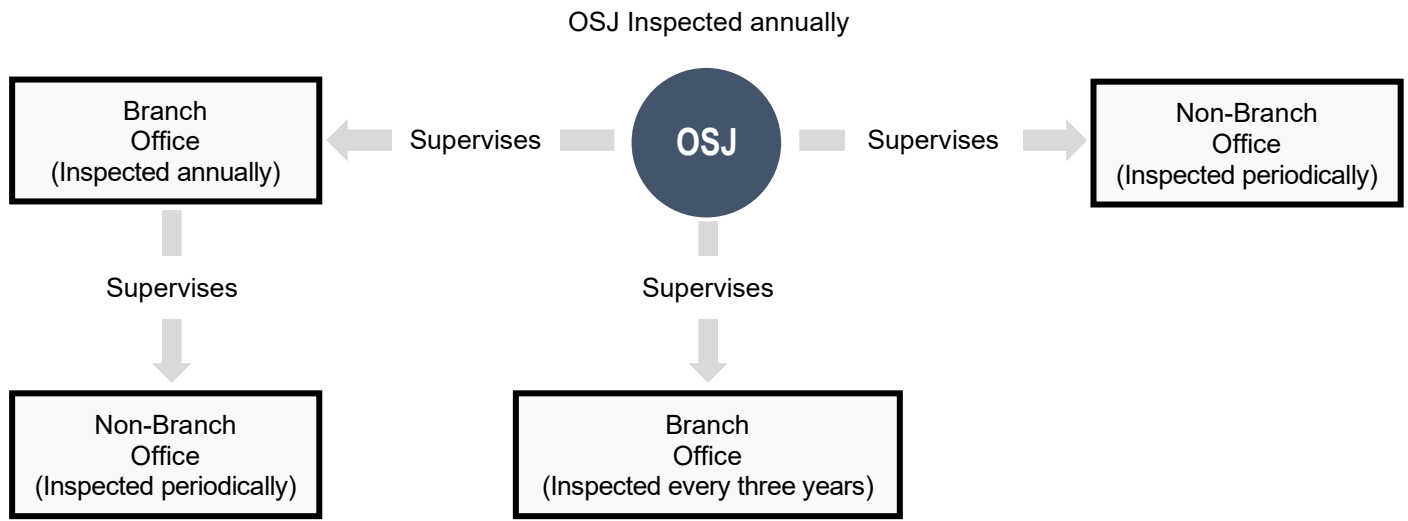 OSJ Inspected annually
Branch
Office
(Inspected annually)
Supervises
OSJ
Supervises
Non-Branch
Office
(Inspected periodically)
Supervises
Supervises
Non-Branch
Office
(Inspected periodically)
Branch
Office
(Inspected every three years)